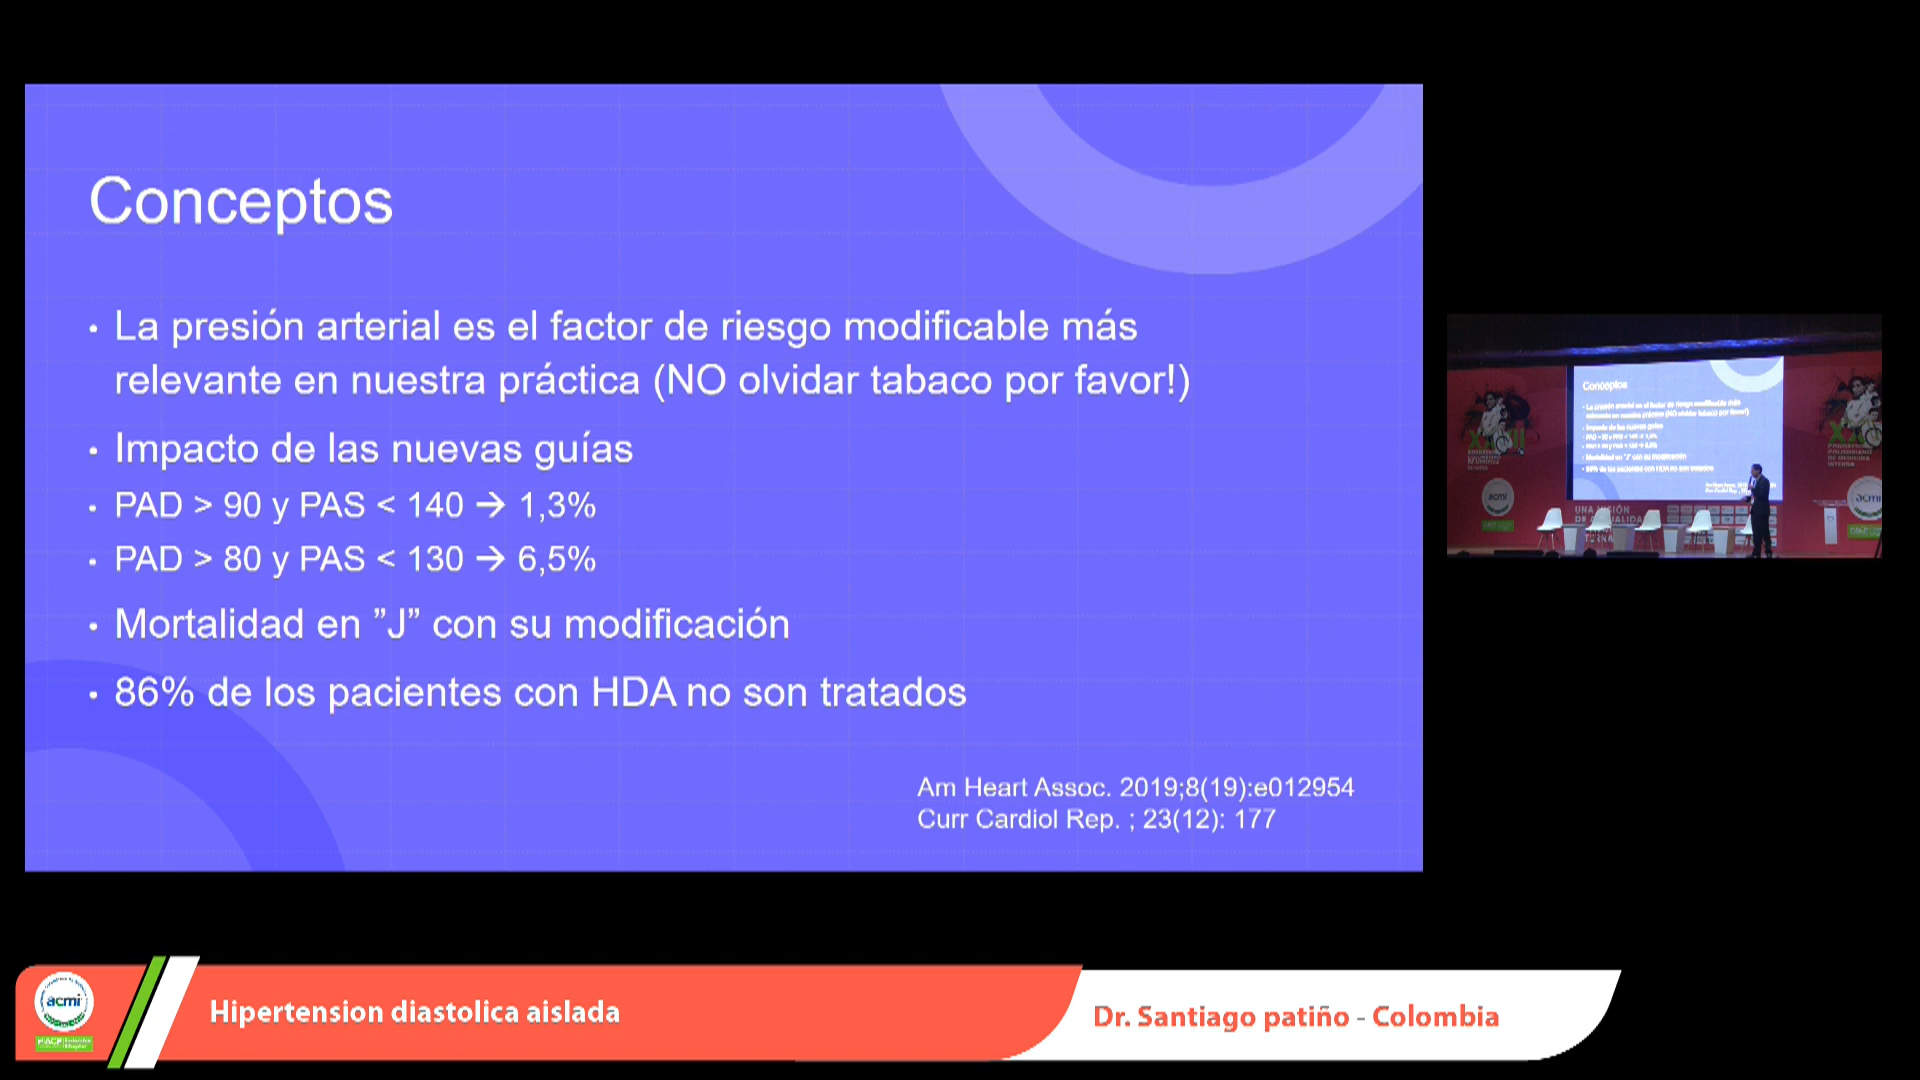 Conceptos
• La presión arterial es el factor de riesgo modificable más
relevante en nuestra práctica (NO olvidar tabaco por favor!)
• Impacto de las nuevas guías
• PAD > 90 y PAS < 140 → 1,3%
• PAD > 80 y PAS < 130 → 6,5%
• Mortalidad en ”J” con su modificación
• 86% de los pacientes con HDA no son tratados
Am Heart Assoc. 2019;8(19):e012954
Curr Cardiol Rep. ; 23(12): 177
Conceptos
acmi
acmi
acmi
Hipertension diastolica aislada
Dr. Santiago patiño - Colombia